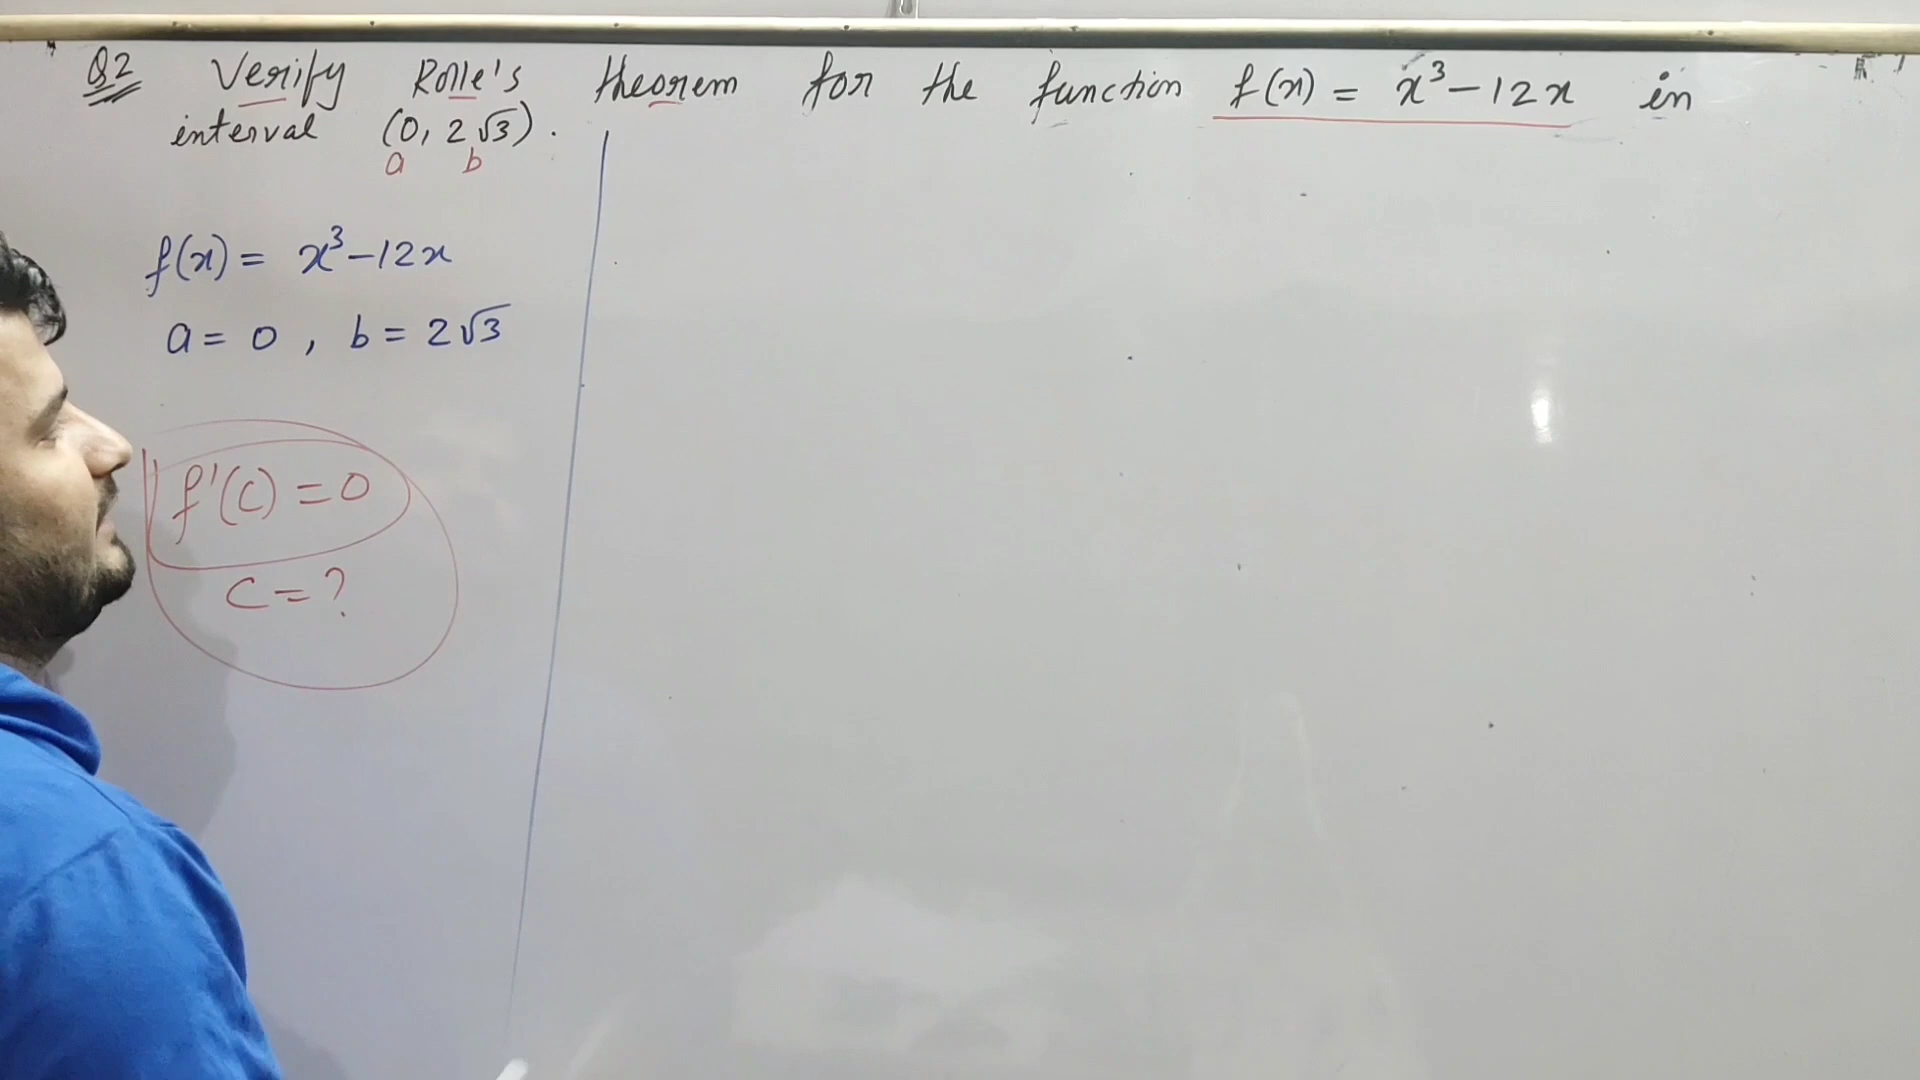 Q2 Verify Rolle's theorem for the function f(x) = x³-12x in
interval (0, 2√3).
a b
f(x) = x³-12x
a = 0 , b = 2√3
f'(c) = 0
c = ?